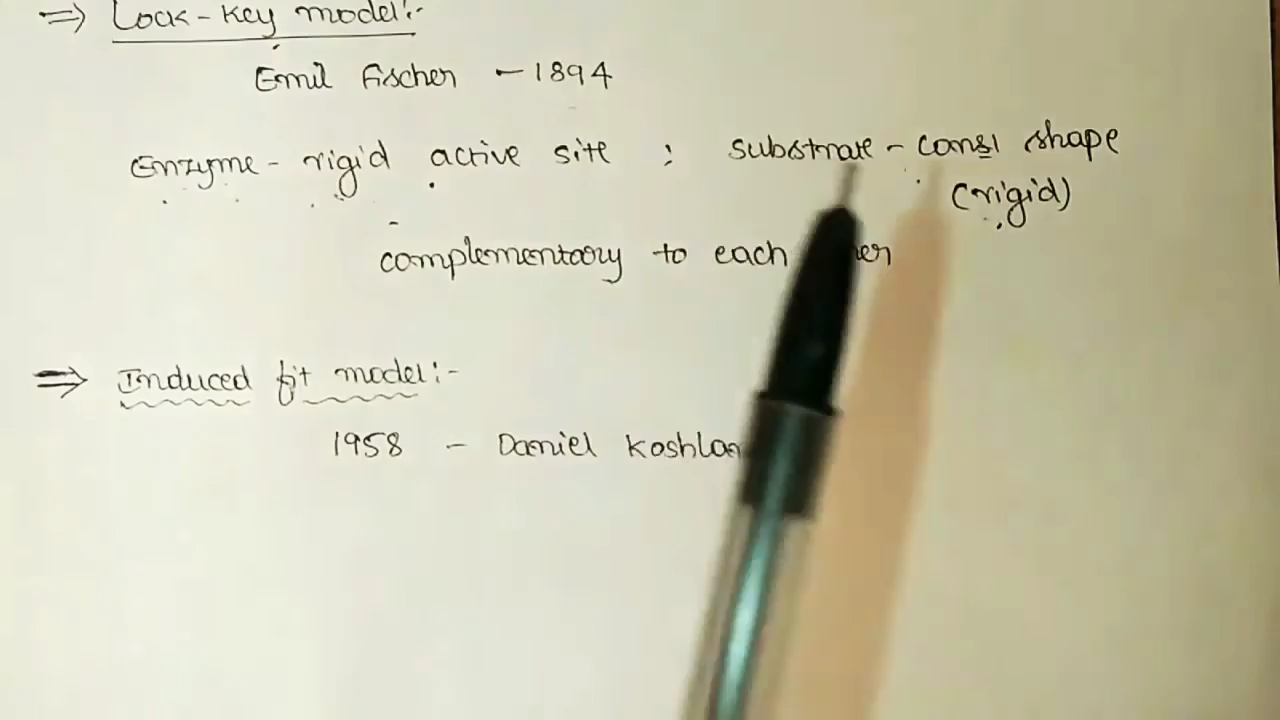 ⇒ Lock-key model:-
Emil Fischer - 1894
Enzyme - rigid active site ; substrate - shape
(rigid)
complementary to each
⇒ Induced fit model:-
1958 - Daniel